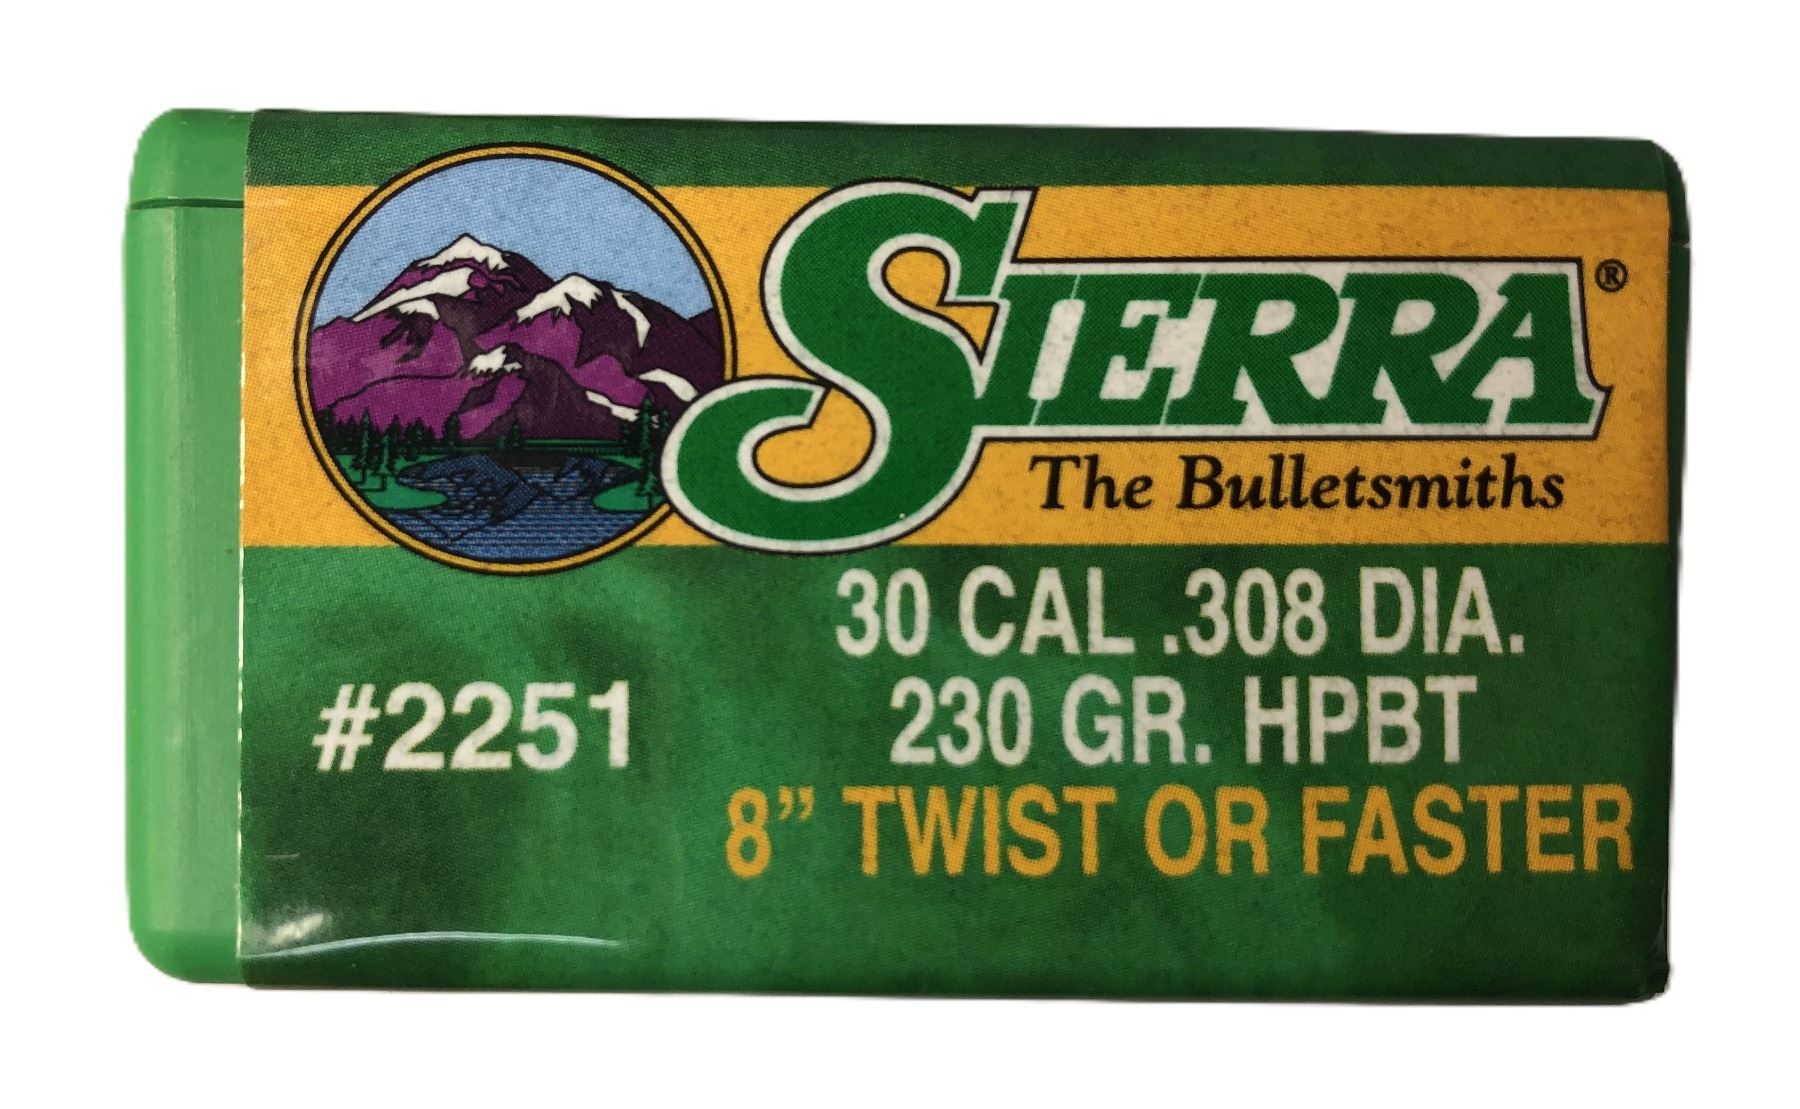 SIERRA®
The Bulletsmiths
30 CAL .308 DIA.
#2251
230 GR. HPBT
8” TWIST OR FASTER